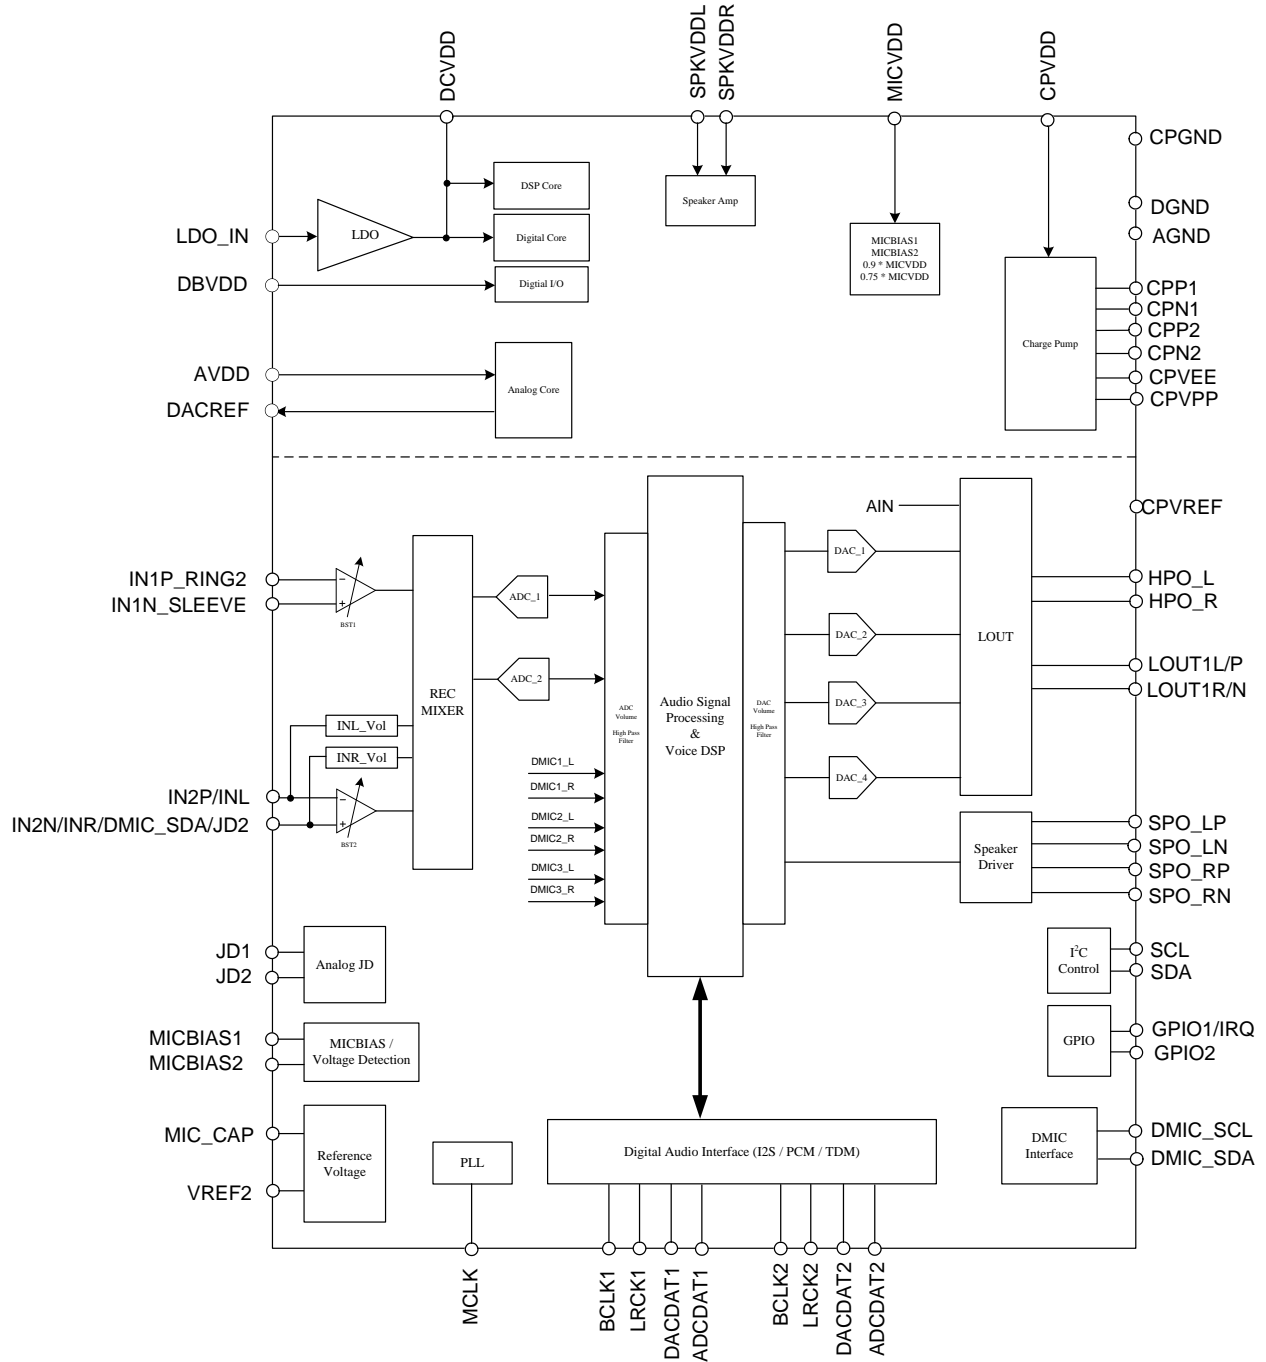 DCVDD
SPKVDDL
SPKVDDR
MICVDD
CPVDD
CPGND
DGND
AGND
LDO_IN
LDO
DSP Core
Digital Core
DBVDD
Digtial I/O
Speaker Amp
MICBIAS1
MICBIAS2
0.9 * MICVDD
0.75 * MICVDD
Charge Pump
CPP1
CPN1
CPP2
CPN2
CPVEE
CPVPP
AVDD
DACREF
Analog Core
CPVREF
IN1P_RING2
IN1N_SLEEVE
−
+
BST1
REC
MIXER
INL_Vol
INR_Vol
IN2P/INL
IN2N/INR/DMIC_SDA/JD2
−
+
BST2
ADC_1
ADC_2
ADC
Volume
High Pass
Filter
DMIC1_L
DMIC1_R
DMIC2_L
DMIC2_R
DMIC3_L
DMIC3_R
Audio Signal
Processing
&
Voice DSP
DAC
Volume
High Pass
Filter
AIN
DAC_1
DAC_2
DAC_3
DAC_4
LOUT
HPO_L
HPO_R
LOUT1L/P
LOUT1R/N
Speaker
Driver
SPO_LP
SPO_LN
SPO_RP
SPO_RN
JD1
JD2
Analog JD
I²C
Control
SCL
SDA
MICBIAS1
MICBIAS2
MICBIAS /
Voltage Detection
GPIO
GPIO1/IRQ
GPIO2
MIC_CAP
VREF2
Reference
Voltage
PLL
Digital Audio Interface (I2S / PCM / TDM)
DMIC
Interface
DMIC_SCL
DMIC_SDA
MCLK
BCLK1
LRCK1
DACDAT1
ADCDAT1
BCLK2
LRCK2
DACDAT2
ADCDAT2